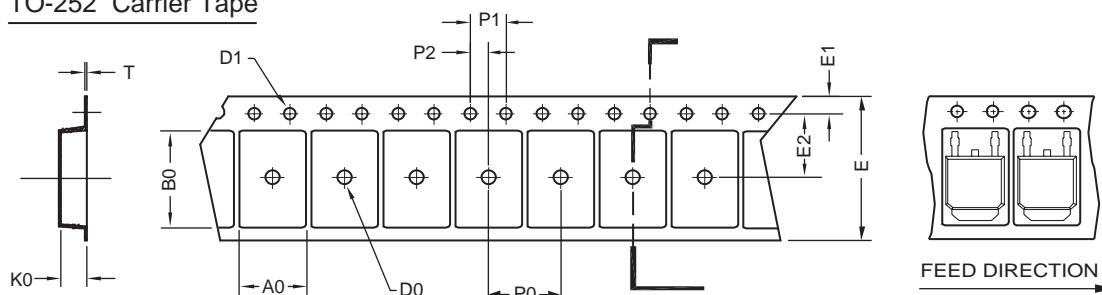 TO-252 Carrier Tape
P1
P2
D1
T
E1
E2
E
B0
K0
A0
D0
P0
FEED DIRECTION